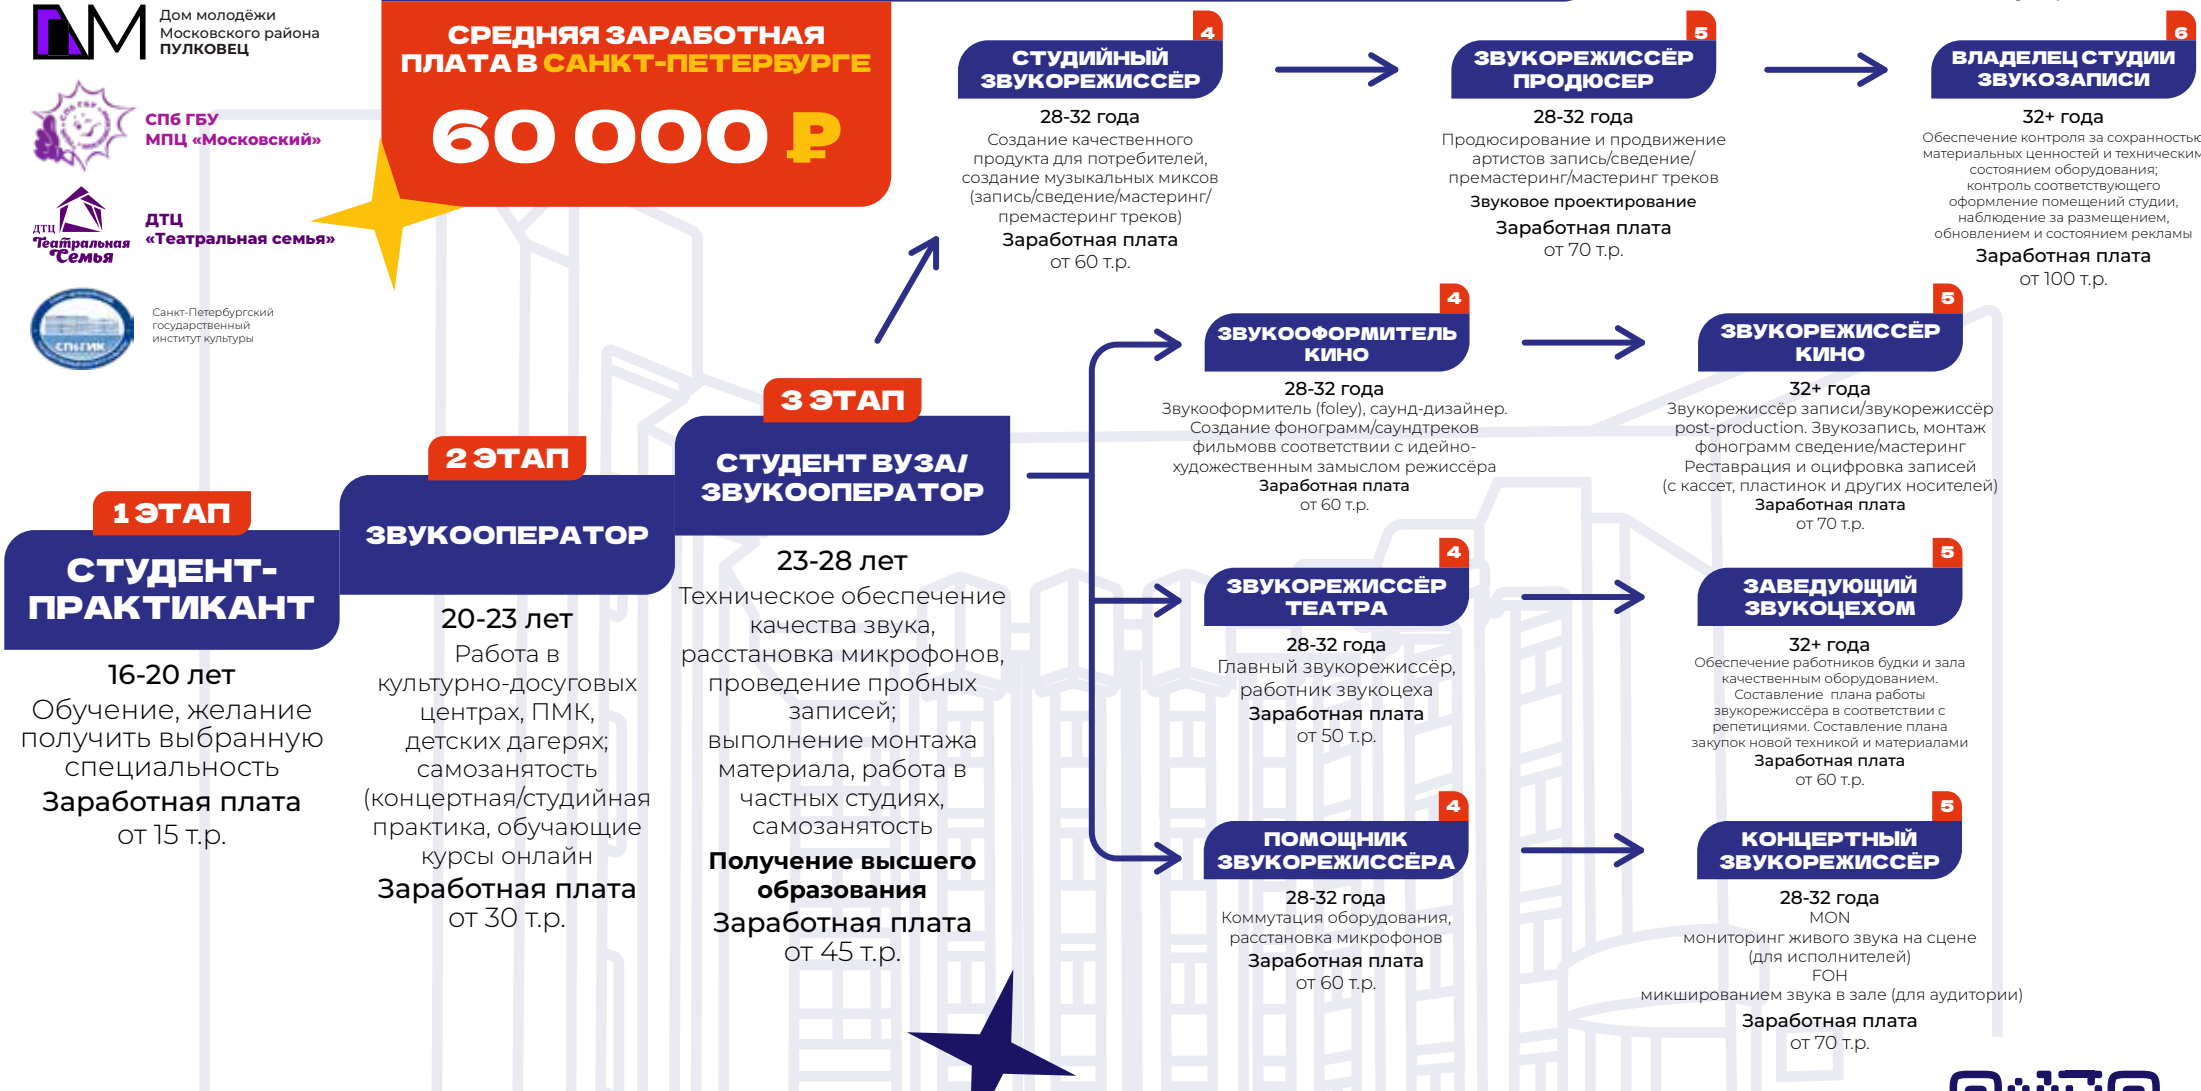 Дом молодёжи
Московского района
ПУЛКОВЕЦ
СПб ГБУ
МПЦ «Московский»
ДТЦ
Театральная
Семья
ДТЦ
«Театральная семья»
СПбГИК
Санкт-Петербургский
государственный
институт культуры
СРЕДНЯЯ ЗАРАБОТНАЯ
ПЛАТА В САНКТ-ПЕТЕРБУРГЕ
60 000 ₽
1 ЭТАП
СТУДЕНТ-
ПРАКТИКАНТ
16-20 лет
Обучение, желание
получить выбранную
специальность
Заработная плата
от 15 т.р.
2 ЭТАП
ЗВУКООПЕРАТОР
20-23 лет
Работа в
культурно-досуговых
центрах, ПМК,
детских дагерях;
самозанятость
(концертная/студийная
практика, обучающие
курсы онлайн
Заработная плата
от 30 т.р.
3 ЭТАП
СТУДЕНТ ВУЗА/
ЗВУКООПЕРАТОР
23-28 лет
Техническое обеспечение
качества звука,
расстановка микрофонов,
проведение пробных
записей;
выполнение монтажа
материала, работа в
частных студиях,
самозанятость
Получение высшего
образования
Заработная плата
от 45 т.р.
4
СТУДИЙНЫЙ
ЗВУКОРЕЖИССЁР
28-32 года
Создание качественного
продукта для потребителей,
создание музыкальных миксов
(запись/сведение/мастеринг/
премастеринг треков)
Заработная плата
от 60 т.р.
5
ЗВУКОРЕЖИССЁР
ПРОДЮСЕР
28-32 года
Продюсирование и продвижение
артистов запись/сведение/
премастеринг/мастеринг треков
Звуковое проектирование
Заработная плата
от 70 т.р.
6
ВЛАДЕЛЕЦ СТУДИИ
ЗВУКОЗАПИСИ
32+ года
Обеспечение контроля за сохранностью
материальных ценностей и техническим
состоянием оборудования;
контроль соответствующего
оформление помещений студии,
наблюдение за размещением,
обновлением и состоянием рекламы
Заработная плата
от 100 т.р.
4
ЗВУКООФОРМИТЕЛЬ
КИНО
28-32 года
Звукооформитель (foley), саунд-дизайнер.
Создание фонограмм/саундтреков
фильмовв соответствии с идейно-
художественным замыслом режиссёра
Заработная плата
от 60 т.р.
5
ЗВУКОРЕЖИССЁР
КИНО
32+ года
Звукорежиссёр записи/звукорежиссёр
post-production. Звукозапись, монтаж
фонограмм сведение/мастеринг
Реставрация и оцифровка записей
(с кассет, пластинок и других носителей)
Заработная плата
от 70 т.р.
4
ЗВУКОРЕЖИССЁР
ТЕАТРА
28-32 года
Главный звукорежиссёр,
работник звукоцеха
Заработная плата
от 50 т.р.
5
ЗАВЕДУЮЩИЙ
ЗВУКОЦЕХОМ
32+ года
Обеспечение работников будки и зала
качественным оборудованием.
Составление плана работы
звукорежиссёра в соответствии с
репетициями. Составление плана
закупок новой техникой и материалами
Заработная плата
от 60 т.р.
4
ПОМОЩНИК
ЗВУКОРЕЖИССЁРА
28-32 года
Коммутация оборудования,
расстановка микрофонов
Заработная плата
от 60 т.р.
5
КОНЦЕРТНЫЙ
ЗВУКОРЕЖИССЁР
28-32 года
MON
мониторинг живого звука на сцене
(для исполнителей)
FOH
микшированием звука в зале (для аудитории)
Заработная плата
от 70 т.р.